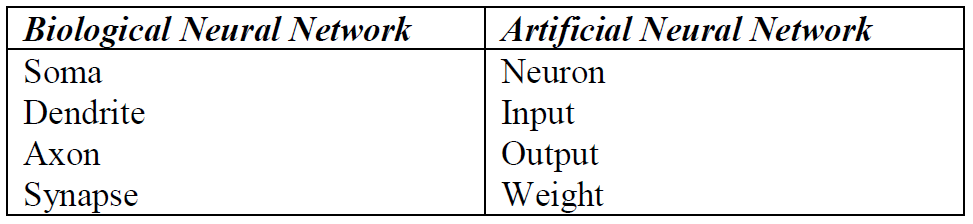 Biological Neural Network Artificial Neural Network
Soma Neuron
Dendrite Input
Axon Output
Synapse Weight